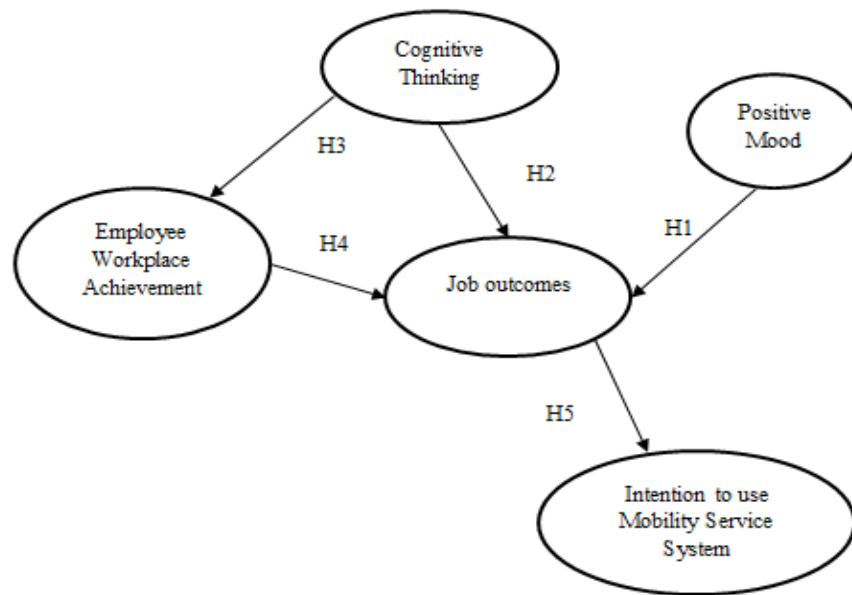 Cognitive
Thinking
Positive
Mood
H3
H2
H1
Employee
Workplace
Achievement
H4
Job outcomes
H5
Intention to use
Mobility Service
System